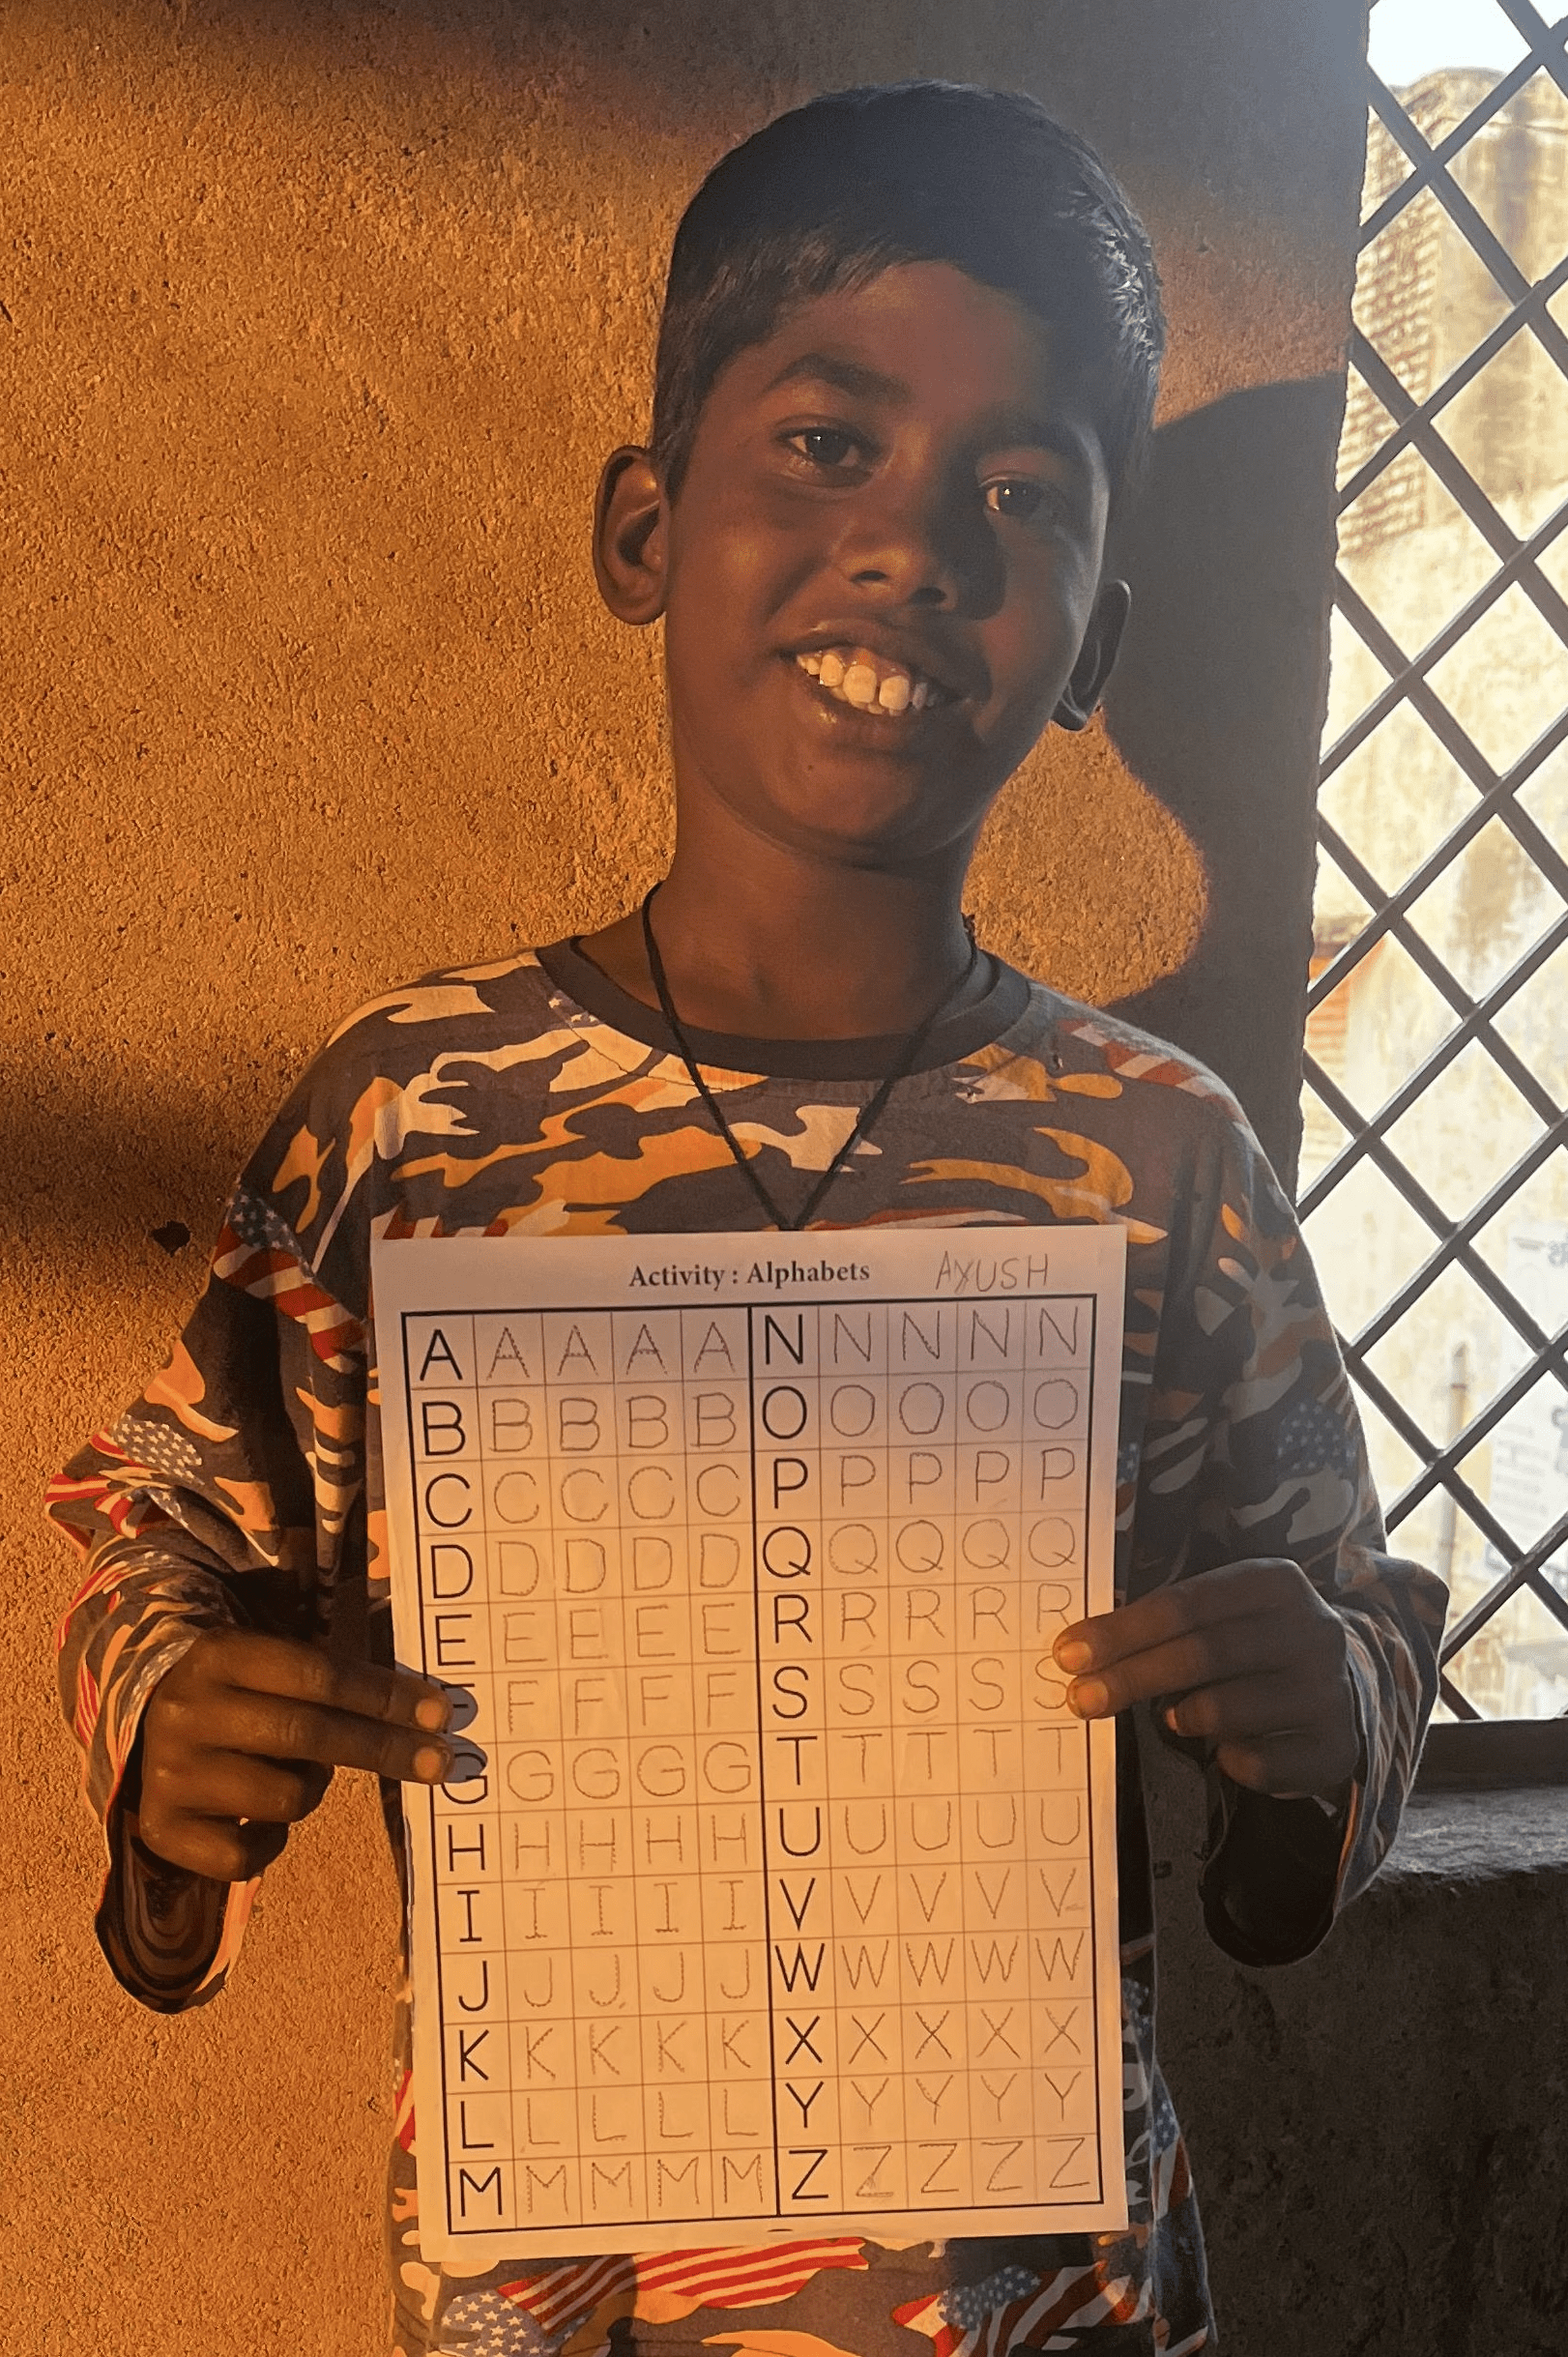 Activity : Alphabets AYUSH
A A A A A N N N N N
B B B B B O O O O O
C C C C C P P P P P
D D D D D Q Q Q Q Q
E E E E E R R R R R
F F F F F S S S S S
G G G G G T T T T T
H H H H H U U U U U
I I I I I V V V V V
J J J J J W W W W W
K K K K K X X X X X
L L L L L Y Y Y Y Y
M M M M M Z Z Z Z Z